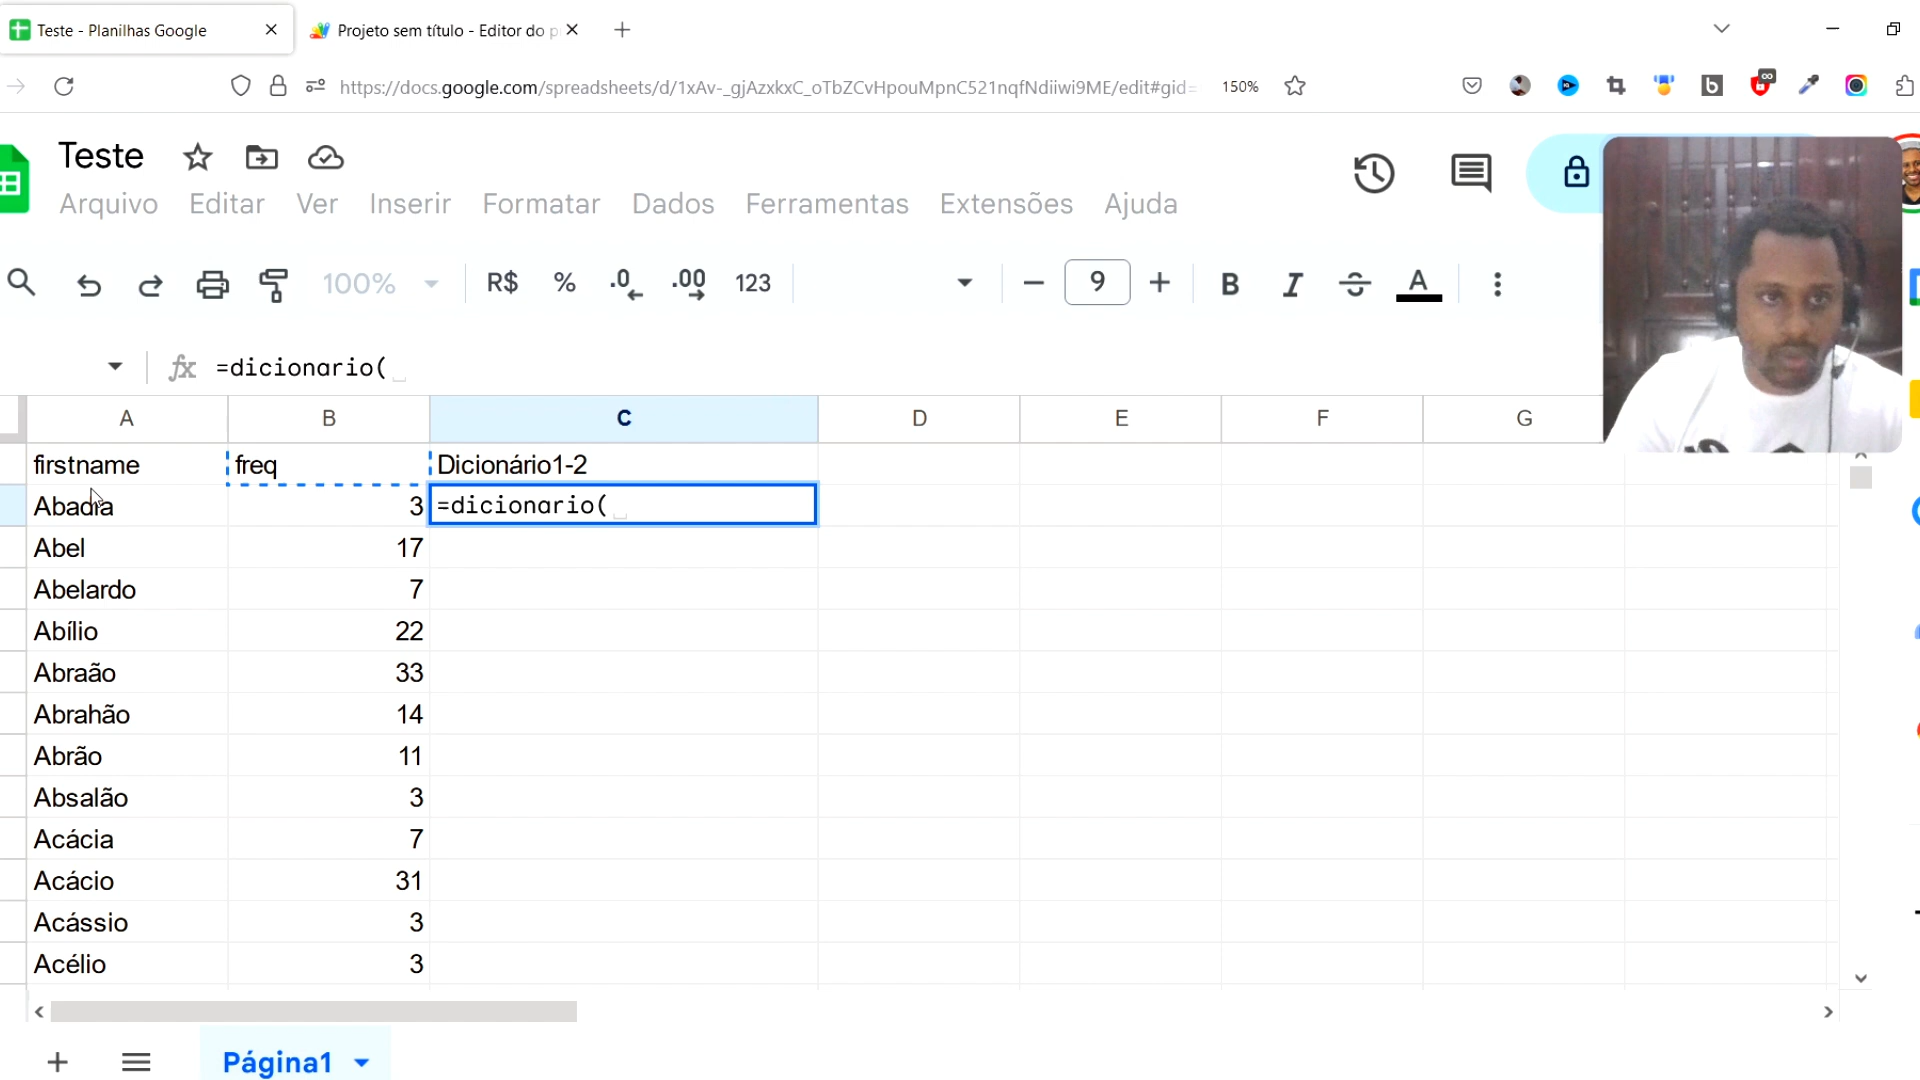 Teste - Planilhas Google
Projeto sem título - Editor do p
https://docs.google.com/spreadsheets/d/1xAv-_gjAzxkxC_oTbZCvHpouMpnC521nqfNdiiwi9ME/edit#gid=
150%
Teste
Arquivo Editar Ver Inserir Formatar Dados Ferramentas Extensões Ajuda
100% R$ % .0 .00 123 9 B I A
fx =dicionario(
A B C D E F G
firstname freq Dicionário1-2
Abadia 3 =dicionario(
Abel 17
Abelardo 7
Abílio 22
Abraão 33
Abrahão 14
Abrão 11
Absalão 3
Acácia 7
Acácio 31
Acássio 3
Acélio 3
Página1